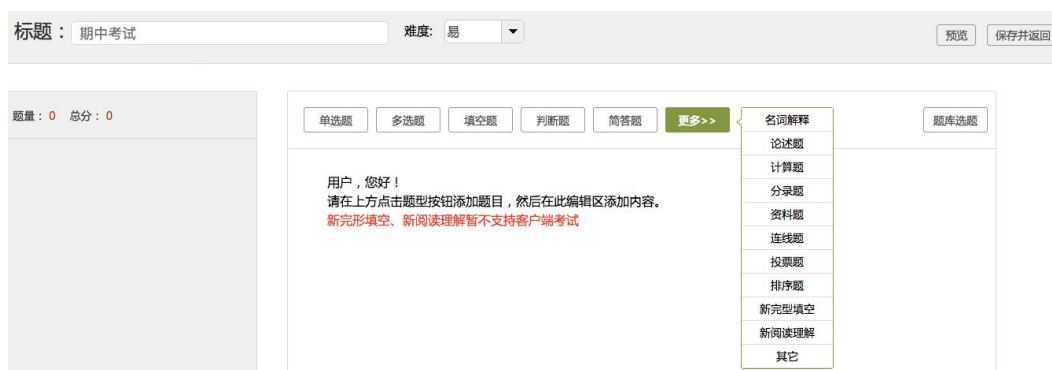 标题： 期中考试 难度: 易 预览 保存并返回
题量：0 总分：0
单选题 多选题 填空题 判断题 简答题 更多>> 题库选题
名词解释
论述题
计算题
分录题
资料题
连线题
投票题
排序题
新完型填空
新阅读理解
其它
用户，您好！
请在上方点击题型按钮添加题目，然后在此编辑区添加内容。
新完形填空、新阅读理解暂不支持客户端考试